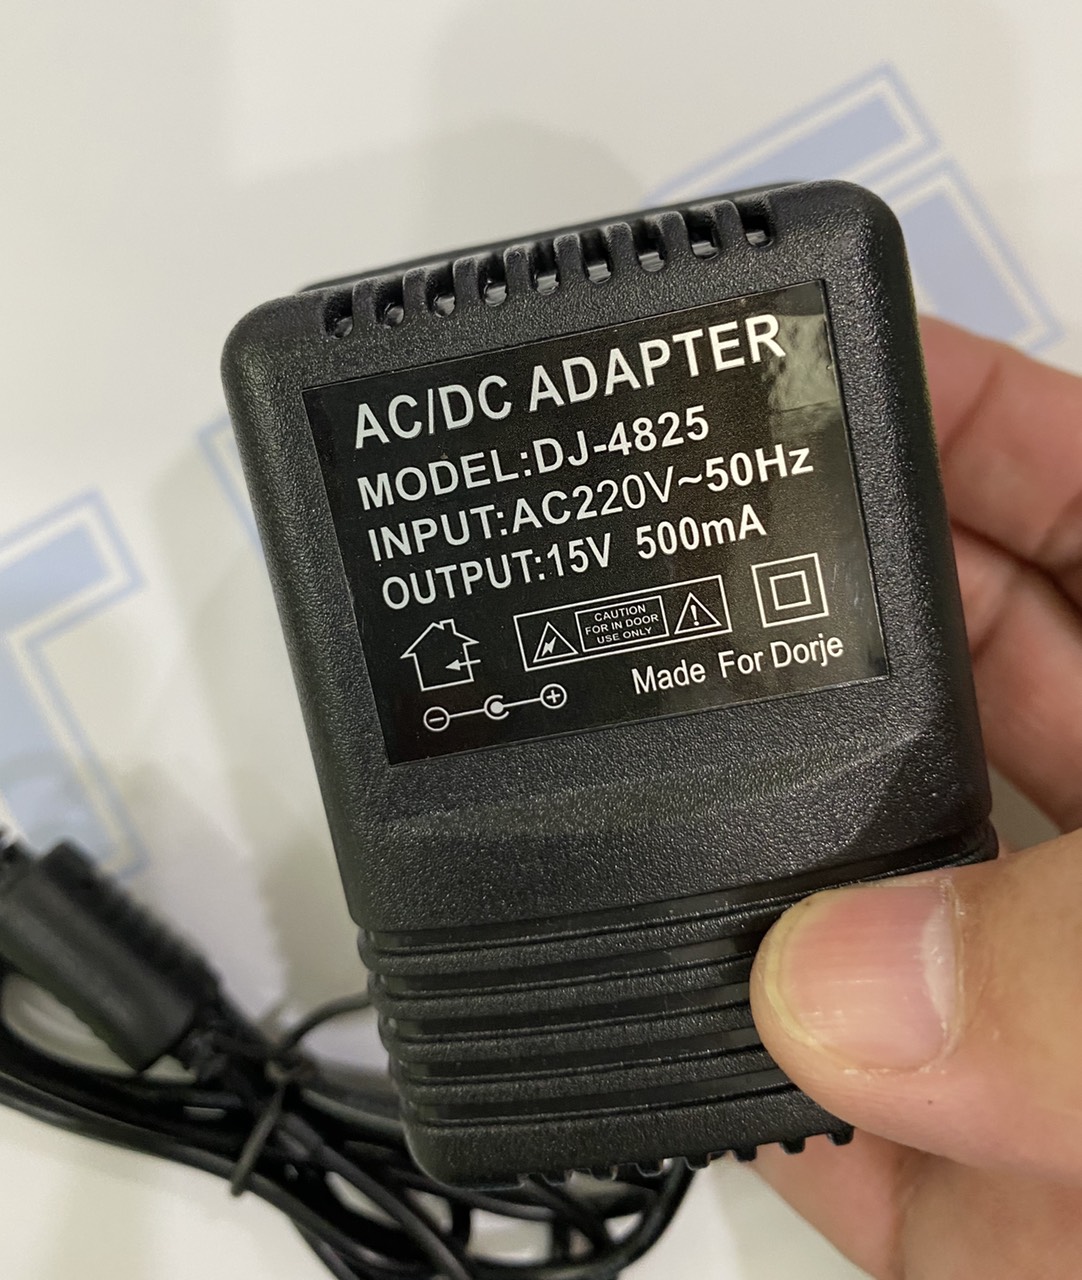 AC/DC ADAPTER
MODEL:DJ-4825
INPUT:AC220V~50Hz
OUTPUT:15V 500mA
CAUTION
FOR IN DOOR
USE ONLY
Made For Dorje